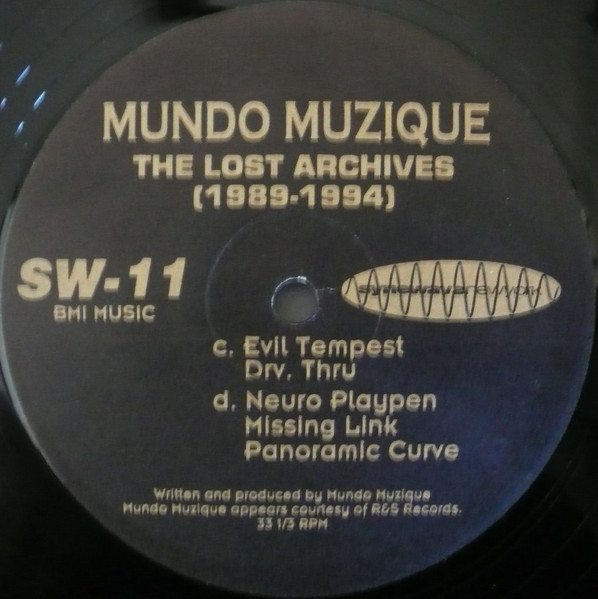 MUNDO MUZIQUE
THE LOST ARCHIVES
(1989-1994)
SW-11
BMI MUSIC
synewavenewyork
c. Evil Tempest
Drv. Thru
d. Neuro Playpen
Missing Link
Panoramic Curve
Written and produced by Mundo Muzique
Mundo Muzique appears courtesy of R&S Records.
33 1/3 RPM